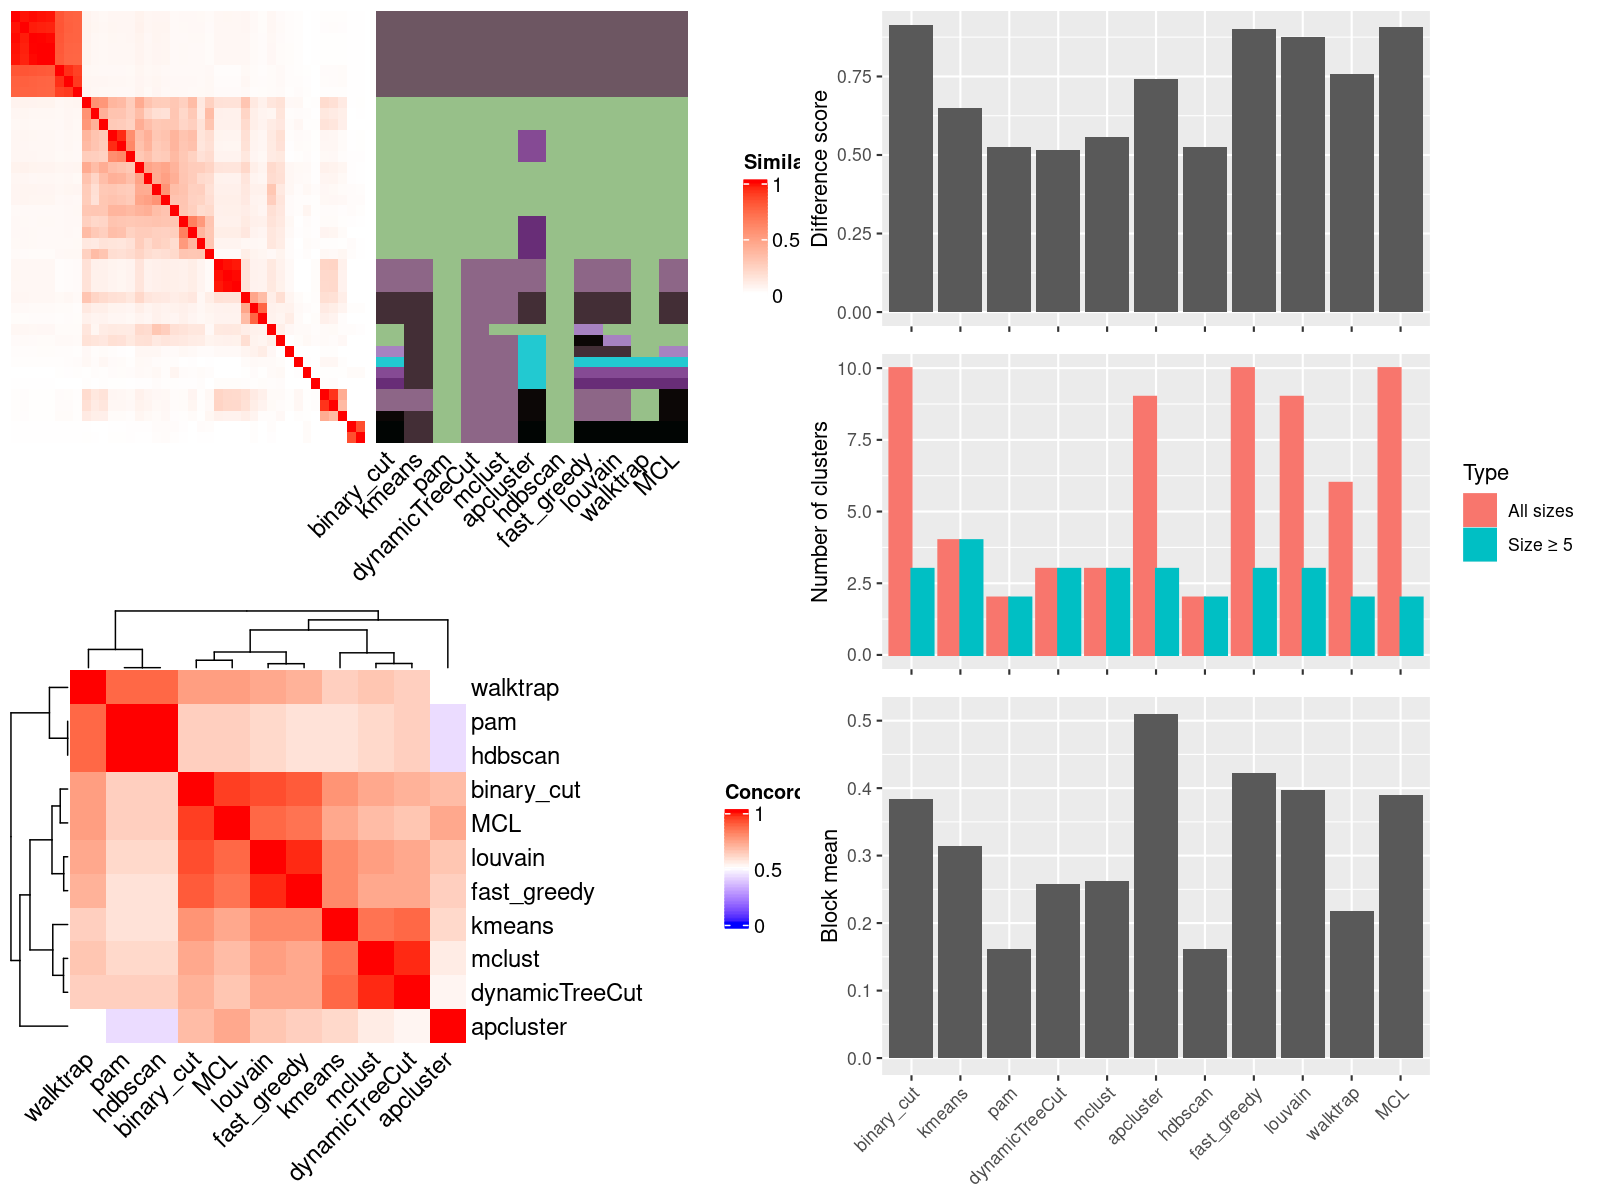 Simila
1
0.5
0
binary_cut
kmeans
pam
dynamicTreeCut
mclust
apcluster
hdbscan
fast_greedy
louvain
walktrap
MCL
walktrap
pam
hdbscan
binary_cut
MCL
louvain
fast_greedy
kmeans
mclust
dynamicTreeCut
apcluster
Concord
1
0.5
0
walktrap
pam
hdbscan
binary_cut
MCL
louvain
fast_greedy
kmeans
mclust
dynamicTreeCut
apcluster
Difference score
0.75
0.50
0.25
0.00
Number of clusters
10.0
7.5
5.0
2.5
0.0
Type
All sizes
Size ≥ 5
Block mean
0.5
0.4
0.3
0.2
0.1
0.0
binary_cut
kmeans
pam
dynamicTreeCut
mclust
apcluster
hdbscan
fast_greedy
louvain
walktrap
MCL